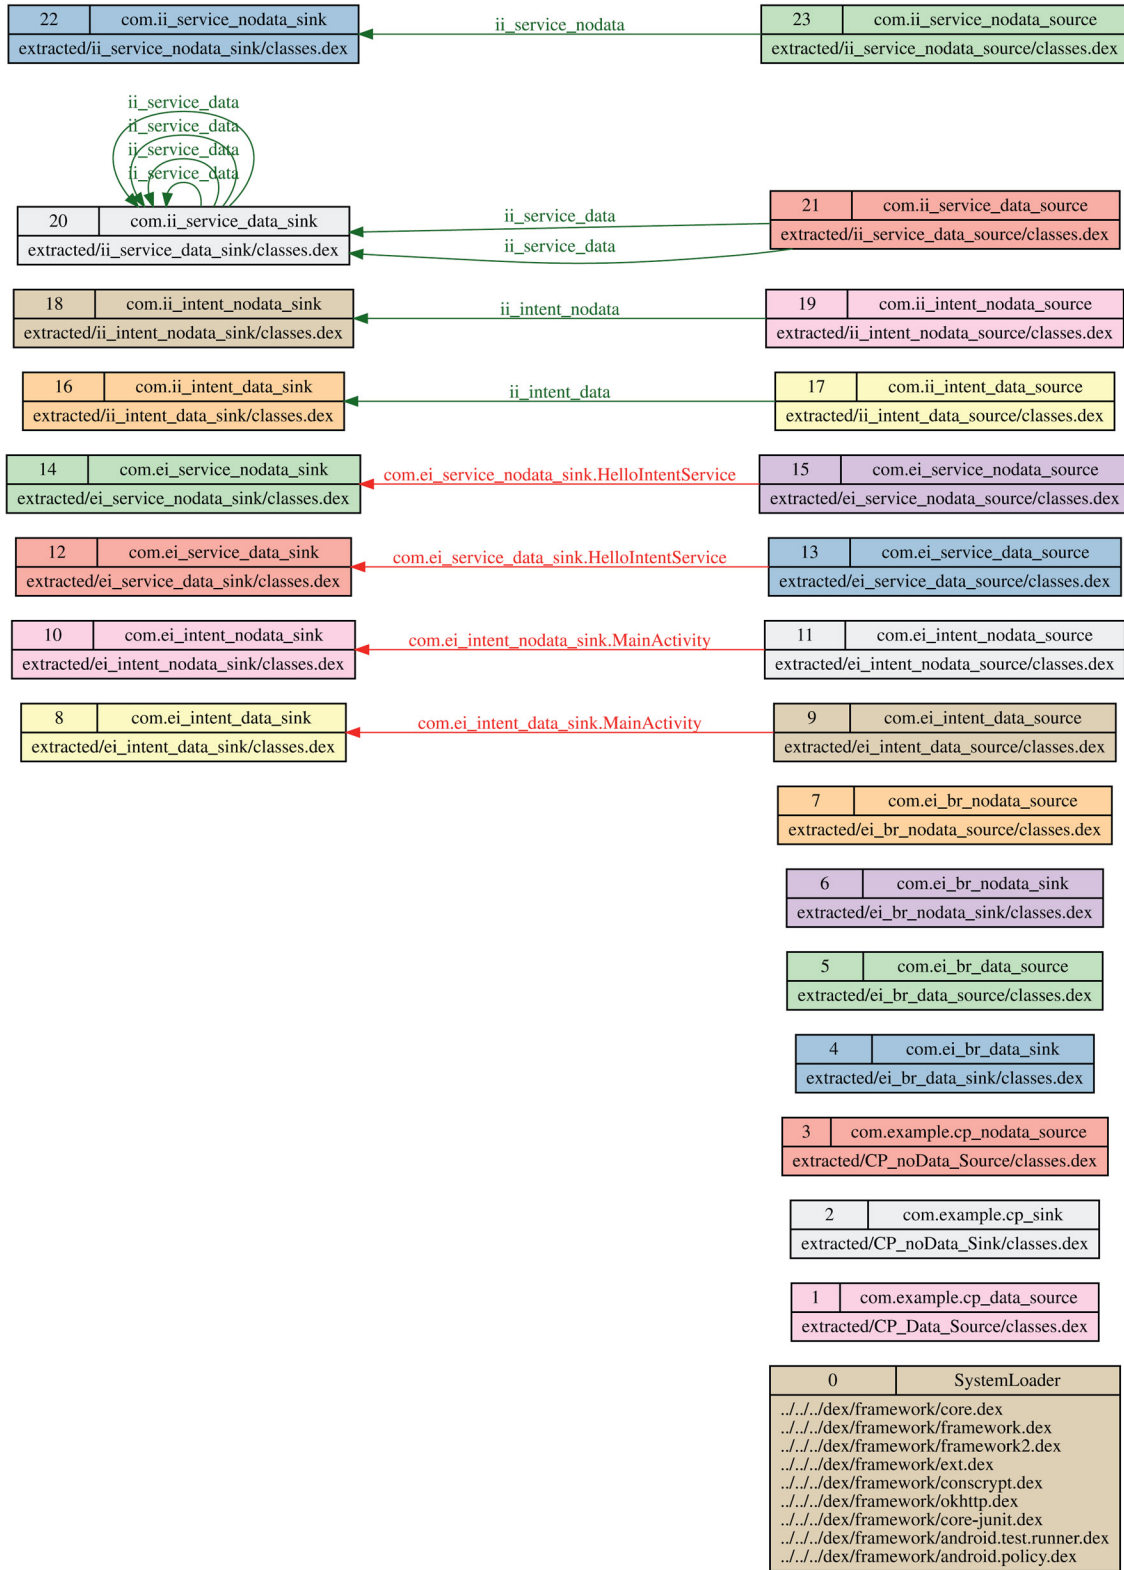 22 com.ii_service_nodata_sink
extracted/ii_service_nodata_sink/classes.dex
ii_service_nodata
23 com.ii_service_nodata_source
extracted/ii_service_nodata_source/classes.dex
ii_service_data
ii_service_data
ii_service_data
ii_service_data
20 com.ii_service_data_sink
extracted/ii_service_data_sink/classes.dex
ii_service_data
ii_service_data
21 com.ii_service_data_source
extracted/ii_service_data_source/classes.dex
18 com.ii_intent_nodata_sink
extracted/ii_intent_nodata_sink/classes.dex
ii_intent_nodata
19 com.ii_intent_nodata_source
extracted/ii_intent_nodata_source/classes.dex
16 com.ii_intent_data_sink
extracted/ii_intent_data_sink/classes.dex
ii_intent_data
17 com.ii_intent_data_source
extracted/ii_intent_data_source/classes.dex
14 com.ei_service_nodata_sink
extracted/ei_service_nodata_sink/classes.dex
com.ei_service_nodata_sink.HelloIntentService
15 com.ei_service_nodata_source
extracted/ei_service_nodata_source/classes.dex
12 com.ei_service_data_sink
extracted/ei_service_data_sink/classes.dex
com.ei_service_data_sink.HelloIntentService
13 com.ei_service_data_source
extracted/ei_service_data_source/classes.dex
10 com.ei_intent_nodata_sink
extracted/ei_intent_nodata_sink/classes.dex
com.ei_intent_nodata_sink.MainActivity
11 com.ei_intent_nodata_source
extracted/ei_intent_nodata_source/classes.dex
8 com.ei_intent_data_sink
extracted/ei_intent_data_sink/classes.dex
com.ei_intent_data_sink.MainActivity
9 com.ei_intent_data_source
extracted/ei_intent_data_source/classes.dex
7 com.ei_br_nodata_source
extracted/ei_br_nodata_source/classes.dex
6 com.ei_br_nodata_sink
extracted/ei_br_nodata_sink/classes.dex
5 com.ei_br_data_source
extracted/ei_br_data_source/classes.dex
4 com.ei_br_data_sink
extracted/ei_br_data_sink/classes.dex
3 com.example.cp_nodata_source
extracted/CP_noData_Source/classes.dex
2 com.example.cp_sink
extracted/CP_noData_Sink/classes.dex
1 com.example.cp_data_source
extracted/CP_Data_Source/classes.dex
0 SystemLoader
../../../dex/framework/core.dex
../../../dex/framework/framework.dex
../../../dex/framework/framework2.dex
../../../dex/framework/ext.dex
../../../dex/framework/conscrypt.dex
../../../dex/framework/okhttp.dex
../../../dex/framework/core-junit.dex
../../../dex/framework/android.test.runner.dex
../../../dex/framework/android.policy.dex